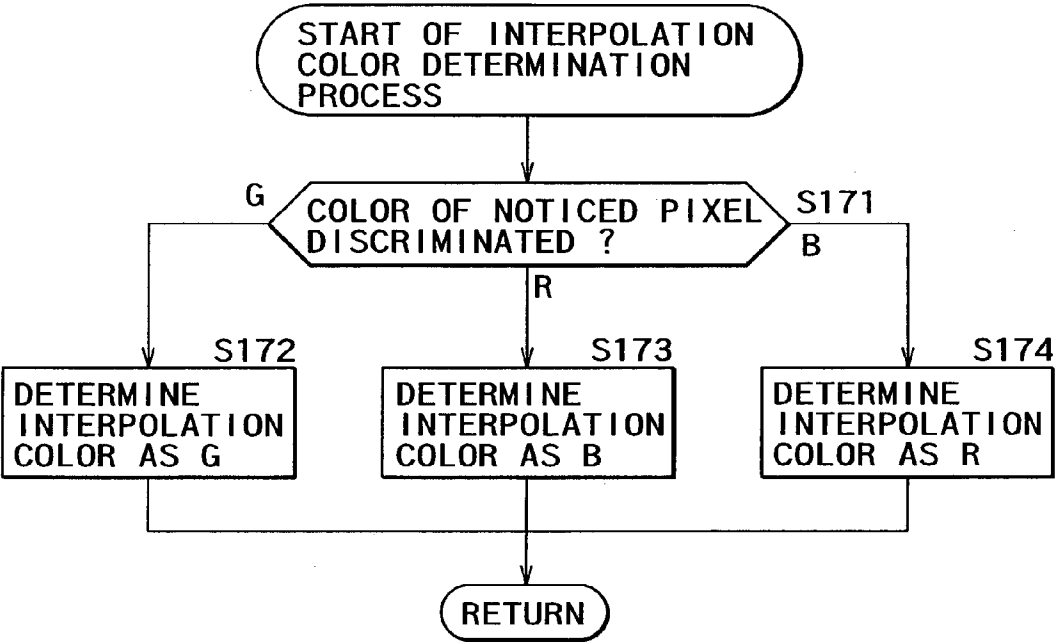 START OF INTERPOLATION
COLOR DETERMINATION
PROCESS
G
COLOR OF NOTICED PIXEL
DISCRIMINATED ?
S171
B
R
S172
DETERMINE
INTERPOLATION
COLOR AS G
S173
DETERMINE
INTERPOLATION
COLOR AS B
S174
DETERMINE
INTERPOLATION
COLOR AS R
RETURN